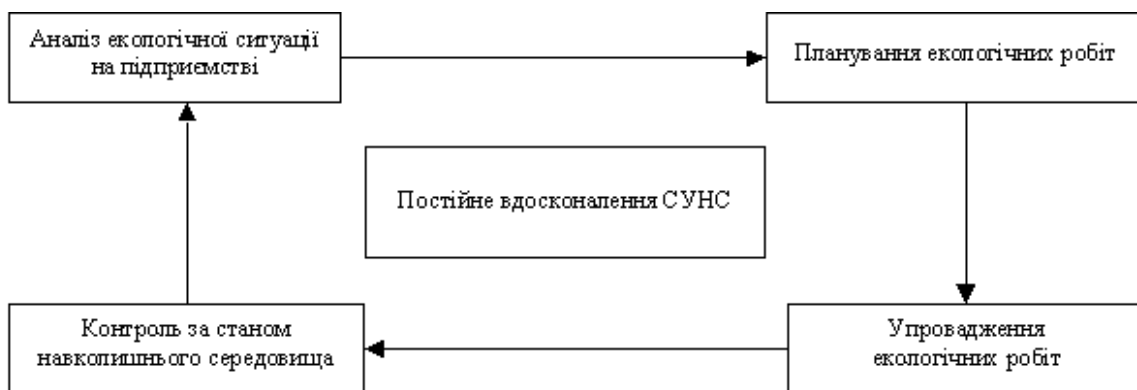 Аналіз екологічної ситуації
на підприємстві
Планування екологічних робіт
Постійне вдосконалення СУНС
Контроль за станом
навколишнього середовища
Упровадження
екологічних робіт